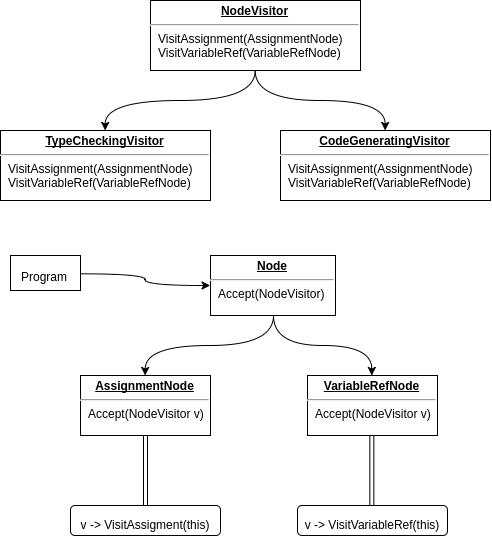 NodeVisitor
VisitAssignment(AssignmentNode)
VisitVariableRef(VariableRefNode)
TypeCheckingVisitor
VisitAssignment(AssignmentNode)
VisitVariableRef(VariableRefNode)
CodeGeneratingVisitor
VisitAssignment(AssignmentNode)
VisitVariableRef(VariableRefNode)
Program
Node
Accept(NodeVisitor)
AssignmentNode
Accept(NodeVisitor v)
VariableRefNode
Accept(NodeVisitor v)
v -> VisitAssigment(this)
v -> VisitVariableRef(this)